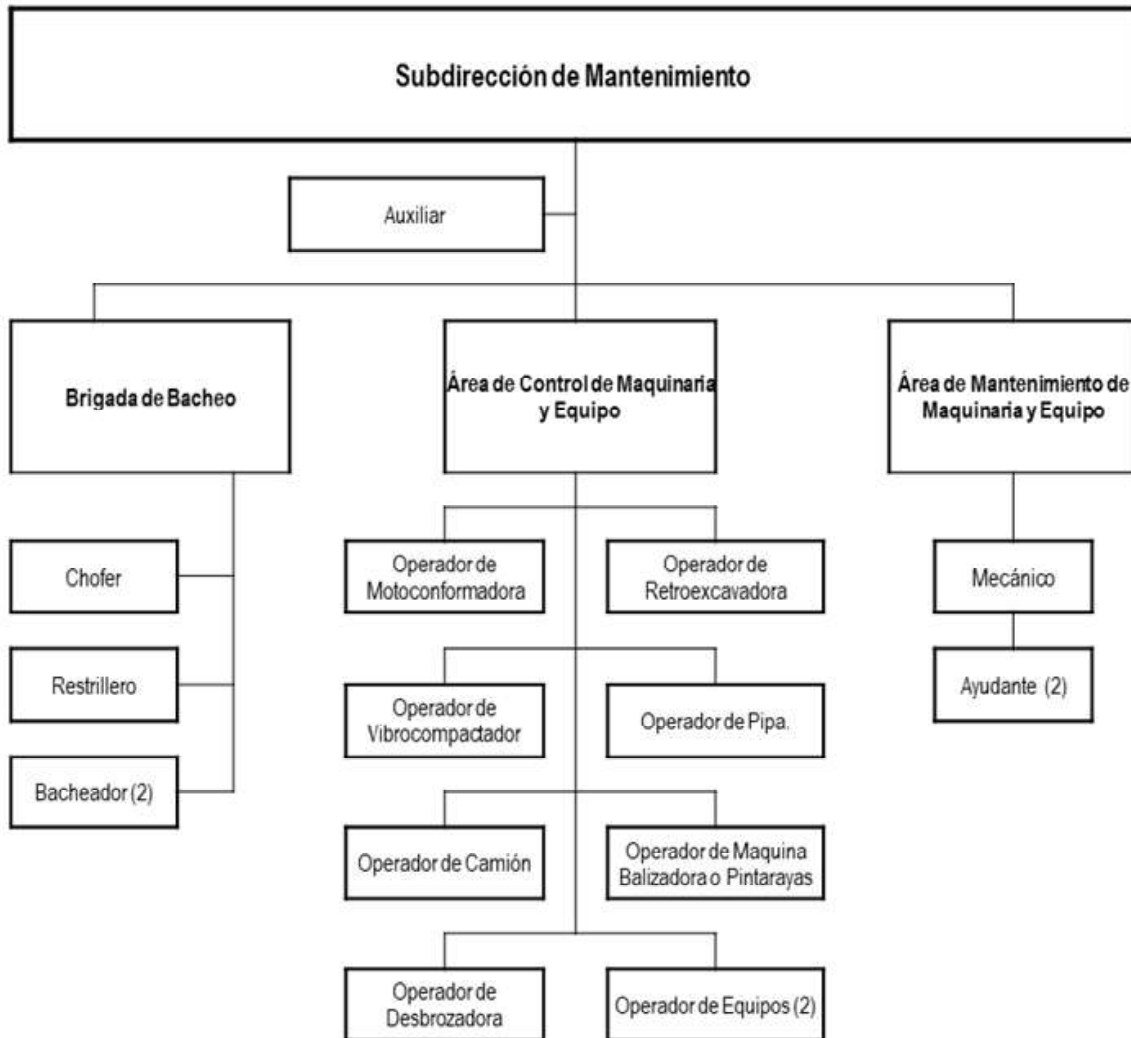 Subdirección de Mantenimiento
Auxiliar
Brigada de Bacheo
Área de Control de Maquinaria
y Equipo
Área de Mantenimiento de
Maquinaria y Equipo
Chofer
Restrillero
Bacheador (2)
Operador de
Motoconformadora
Operador de
Retroexcavadora
Operador de
Vibrocompactador
Operador de Pipa.
Operador de Camión
Operador de Maquina
Balizadora o Pintarayas
Operador de
Desbrozadora
Operador de Equipos (2)
Mecánico
Ayudante (2)